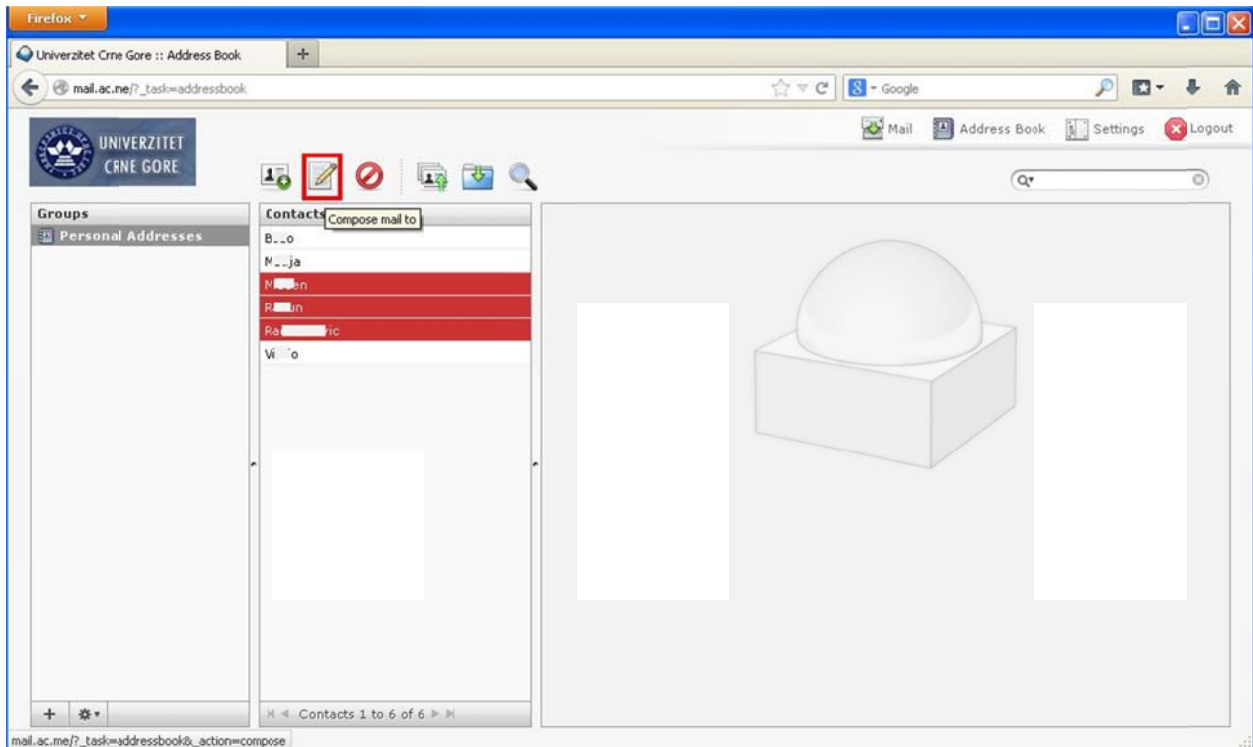 Firefox
Univerzitet Crne Gore :: Address Book
mail.ac.me/?_task=addressbook
Google
UNIVERZITET
CRNE GORE
Mail Address Book Settings Logout
Groups
Contacts
Compose mail to
Personal Addresses
Contacts 1 to 6 of 6
mail.ac.me/?_task=addressbook&_action=compose